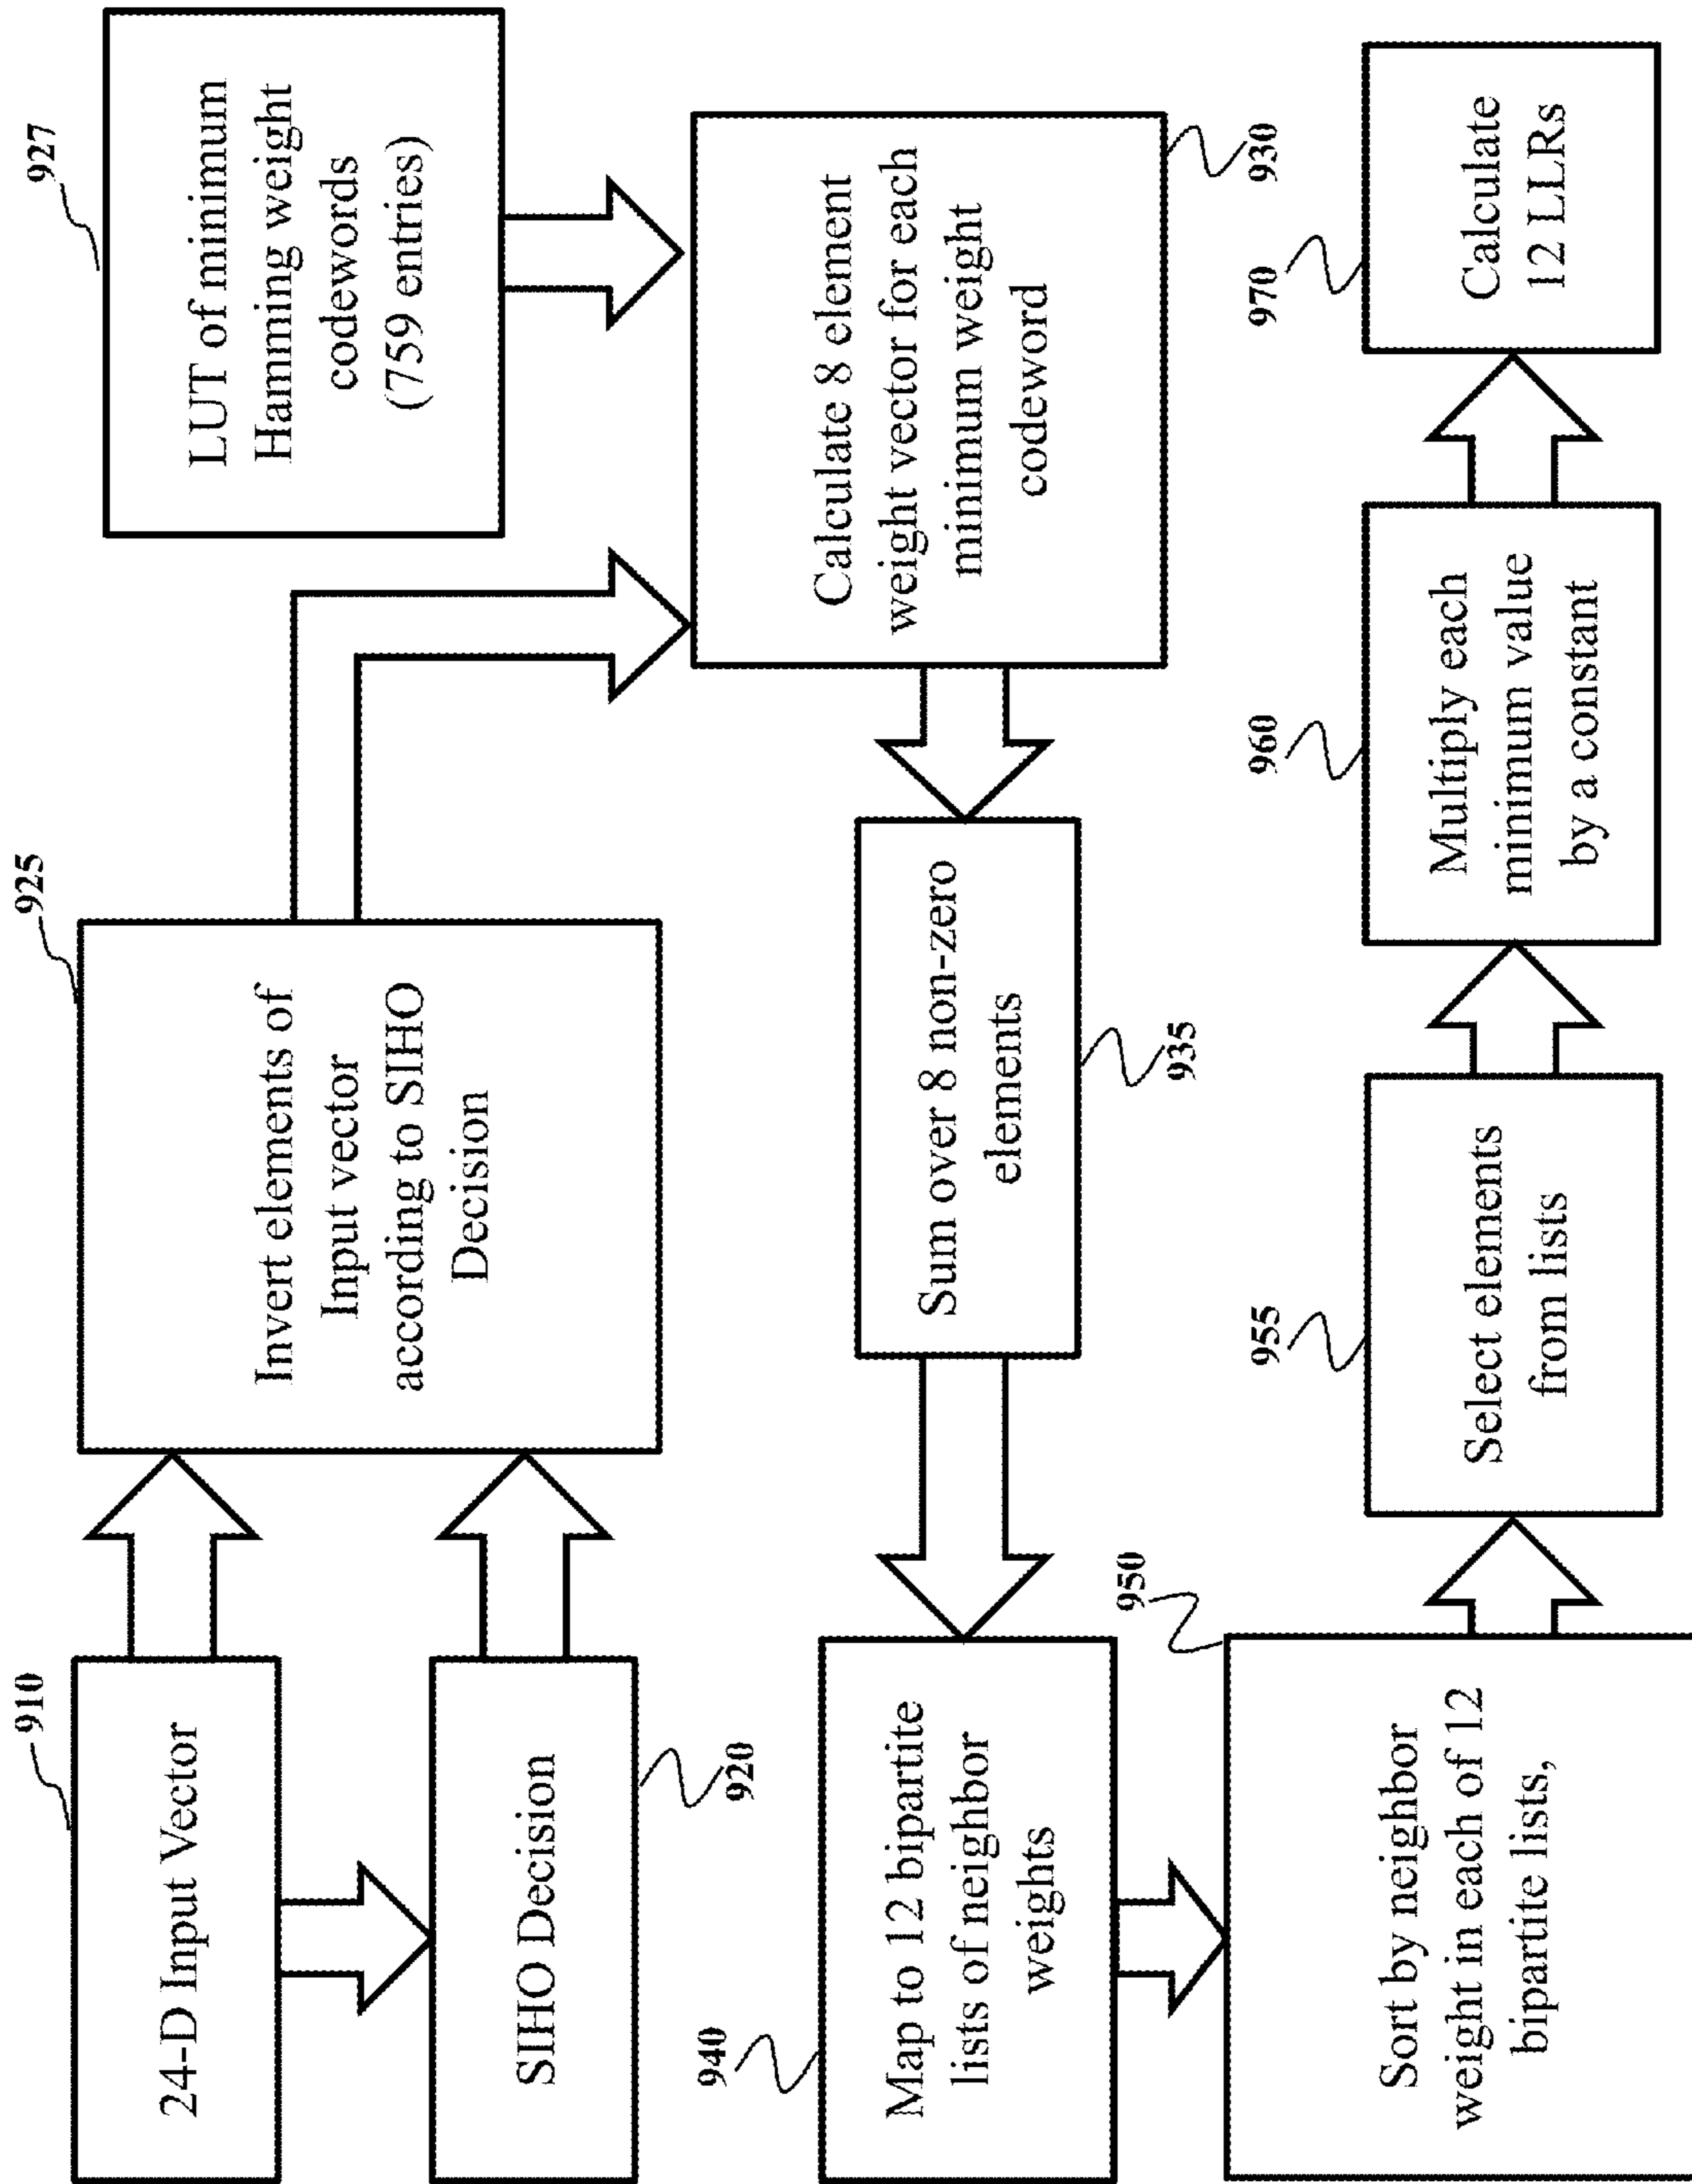 910
24-D Input Vector
SIHO Decision
920
925
Invert elements of
Input vector
according to SIHO
Decision
927
LUT of minimum
Hamming weight
codewords
(759 entries)
Calculate 8 element
weight vector for each
minimum weight
codeword
930
Sum over 8 non-zero
elements
935
940
Map to 12 bipartite
lists of neighbor
weights
950
Sort by neighbor
weight in each of 12
bipartite lists,
955
Select elements
from lists
960
Multiply each
minimum value
by a constant
970
Calculate
12 LLRs